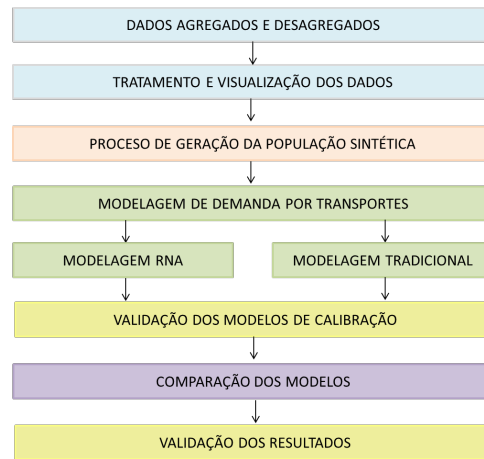 DADOS AGREGADOS E DESAGREGADOS
TRATAMENTO E VISUALIZAÇÃO DOS DADOS
PROCESO DE GERAÇÃO DA POPULAÇÃO SINTÉTICA
MODELAGEM DE DEMANDA POR TRANSPORTES
MODELAGEM RNA
MODELAGEM TRADICIONAL
VALIDAÇÃO DOS MODELOS DE CALIBRAÇÃO
COMPARAÇÃO DOS MODELOS
VALIDAÇÃO DOS RESULTADOS